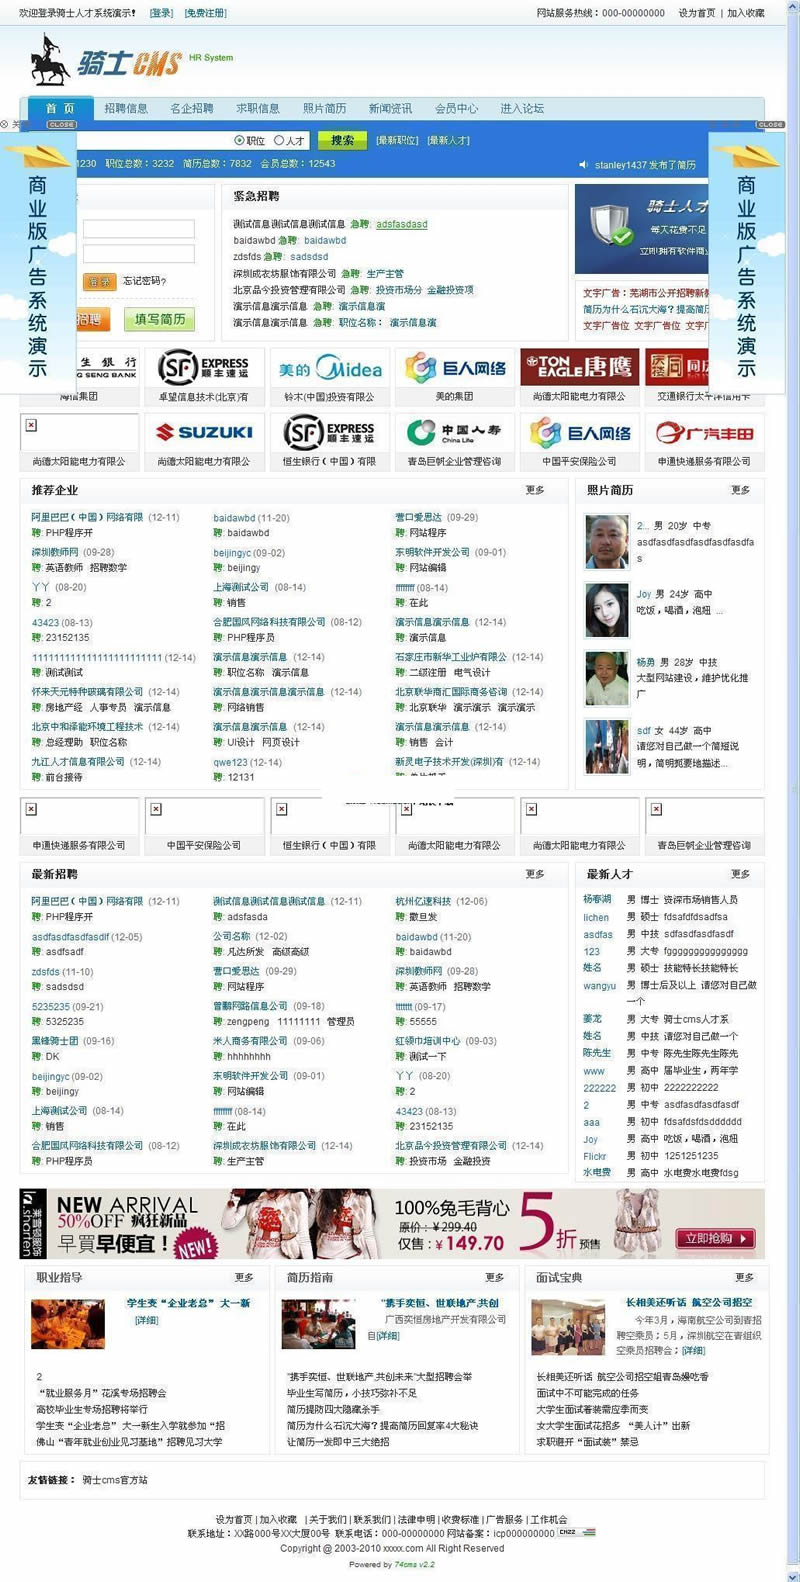 欢迎登录骑士人才系统演示! [登录] [免费注册] 网站服务热线：000-00000000 设为首页 | 加入收藏
骑士CMS HR System
首 页 招聘信息 名企招聘 求职信息 照片简历 新闻资讯 会员中心 进入论坛
CLOSE CLOSE
职位 人才 搜索 [最新职位] [最新人才]
1230 职位总数：3232 简历总数：7832 会员总数：12543 stanley1437 发布了简历
商业版广告系统演示
商业版广告系统演示
紧急招聘
测试信息测试信息测试信息 急聘: adsfasdasd
baidawbd 急聘: baidawbd
zdsfds 急聘: sadsdsd
深圳成衣坊服饰有限公司 急聘: 生产主管
北京品今投资管理有限公司 急聘: 投资市场分 金融投资项
演示信息演示信息 急聘: 演示信息演
演示信息演示信息 急聘: 职位名称： 演示信息演
登录 忘记密码?
招聘 填写简历
骑士人才
每天花费不足
立即拥有软件商
文字广告：芜湖市公开招聘新
简历为什么石沉大海？提高简历
文字广告位 文字广告位 文字广
生 银 行 SENG BANK SF EXPRESS 顺丰速运 美的 Midea 巨人网络 TON EAGLE 唐鹰
海信集团 卓望信息技术(北京)有 铃木(中国)投资有限公 美的集团 尚德太阳能电力有限公 交通银行太平洋信用卡
SUZUKI SF EXPRESS 顺丰速运 中国人寿 China Life 巨人网络 广汽丰田
尚德太阳能电力有限公 尚德太阳能电力有限公 恒生银行（中国）有限 青岛巨帆企业管理咨询 中国平安保险公司 申通快递服务有限公司
推荐企业 更多
阿里巴巴（中国）网络有限 (12-11) baidawbd (11-20) 营口爱思达 (09-29)
聘: PHP程序开 聘: baidawbd 聘: 网站程序
深圳教师网 (09-28) beijingyc (09-02) 东明软件开发公司 (09-01)
聘: 英语教师 招聘数学 聘: beijingy 聘: 网站编辑
丫丫 (08-20) 上海测试公司 (08-14) ffffffff (08-14)
聘: 2 聘: 销售 聘: 在此
43423 (08-13) 合肥国风网络科技有限公司 (08-12) 演示信息演示信息 (12-14)
聘: 23152135 聘: PHP程序员 聘: 演示信息
1111111111111111111111111 (12-14) 演示信息演示信息 (12-14) 石家庄市新华工业炉有限公 (12-14)
聘: 测试测试 聘: 职位名称 演示信息 聘: 二级注册 电气设计
怀来天元特种玻璃有限公司 (12-14) 演示信息演示信息演示信息 (12-14) 北京联华商汇国际商务咨询 (12-14)
聘: 房地产经 人事专员 演示信息 聘: 网络销售 聘: 北京联华 演示演示 演示演示
北京中和泽能环境工程技术 (12-14) 演示信息演示信息 (12-14) 演示信息演示信息 (12-14)
聘: 总经理助 职位名称 聘: UI设计 网页设计 聘: 销售 会计
九江人才信息有限公司 (12-14) qwe123 (12-14) 新灵电子技术开发(深圳)有 (12-14)
聘: 前台接待 聘: 12131
照片简历 更多
2... 男 20岁 中专
asdfasdfasdfasdfasdfasdfa
s
Joy 男 24岁 高中
吃饭，喝酒，泡妞 ...
杨勇 男 28岁 中技
大型网站建设，维护优化推
广
sdf 女 44岁 高中
请您对自己做一个简短说
明，简明扼要地描述...
申通快递服务有限公司 中国平安保险公司 恒生银行（中国）有限 尚德太阳能电力有限公 尚德太阳能电力有限公 青岛巨帆企业管理咨询
最新招聘 更多
阿里巴巴（中国）网络有限 (12-11) 测试信息测试信息测试信息 (12-11) 杭州亿速科技 (12-06)
聘: PHP程序开 聘: adsfasda 聘: 撒旦发
asdfasdfasdfasdlf (12-05) 公司名称 (12-02) baidawbd (11-20)
聘: asdfsadf 聘: 凡达所发 高级高级 聘: baidawbd
zdsfds (11-10) 营口爱思达 (09-29) 深圳教师网 (09-28)
聘: sadsdsd 聘: 网站程序 聘: 英语教师 招聘数学
5235235 (09-21) 曾鹏网路信息公司 (09-18) ttttttt (09-17)
聘: 5325235 聘: zengpeng 11111111 管理员 聘: 55555
黑锋骑士团 (09-16) 米人商务有限公司 (09-06) 红领巾培训中心 (09-03)
聘: DK 聘: hhhhhhhh 聘: 测试一下
beijingyc (09-02) 东明软件开发公司 (09-01) 丫丫 (08-20)
聘: beijingy 聘: 网站编辑 聘: 2
上海测试公司 (08-14) ffffffff (08-14) 43423 (08-13)
聘: 销售 聘: 在此 聘: 23152135
合肥国风网络科技有限公司 (08-12) 深圳成衣坊服饰有限公司 (12-14) 北京品今投资管理有限公司 (12-14)
聘: PHP程序员 聘: 生产主管 聘: 投资市场 金融投资
最新人才 更多
杨春湖 男 博士 资深市场销售人员
lichen 男 硕士 fdsafdfdsadfsa
asdfas 男 中技 sdfasdfasdfasdf
123 男 大专 fggggggggggggggg
姓名 男 硕士 技能特长技能特长
wangyu 男 博士后及以上 请您对自己做
一个
蒌龙 男 大专 骑士cms人才系
姓名 男 中技 请您对自己做一个
陈先生 男 中专 陈先生陈先生陈先
www 男 高中 届毕业生，两年学
222222 男 初中 2222222222
2 男 中专 asdfasdfasdfasdf
aaa 男 初中 fdsafdsfdsdddddd
Joy 男 高中 吃饭，喝酒，泡妞
Flickr 男 初中 1251251235
水电费 男 高中 水电费水电费fdsg
NEW ARRIVAL
50%OFF 疯狂新品
早買早便宜！ NEW!
100%兔毛背心
原价：￥299.40
仅售：￥149.70
5折 预售 立即抢购
职业指导 更多
学生变“企业老总” 大一新
[详细]
2
“就业服务月”花溪专场招聘会
高校毕业生专场招聘将举行
学生变“企业老总” 大一新生入学就参加“招
佛山“青年就业创业见习基地”招聘见习大学
简历指南 更多
“携手奕恒、世联地产,共创
广西奕恒房地产开发有限公司
目[详细]
“携手奕恒、世联地产,共创未来”大型招聘会举
毕业生写简历，小技巧弥补不足
简历提防四大隐藏杀手
简历为什么石沉大海？提高简历回复率4大秘诀
让简历一发即中三大绝招
面试宝典 更多
长相美还听话 航空公司招空
今年3月，海南航空公司到青招
聘空乘员；5月，深圳航空在青组织
空乘员招聘会；[详细]
长相美还听话 航空公司招空姐青岛嫚吃香
面试中不可能完成的任务
大学生面试着装需应季而变
女大学生面试花招多 “美人计”出新
求职避开“面试装”禁忌
友情链接： 骑士cms官方站
设为首页 | 加入收藏 | 关于我们 | 联系我们 | 法律申明 | 收费标准 | 广告服务 | 工作机会
联系地址：XX路000号XX大厦00号 联系电话：000-00000000 网站备案：icp000000000 CNZZ
Copyright @ 2003-2010 xxxxx.com All Right Reserved
Powered by 74cms v2.2